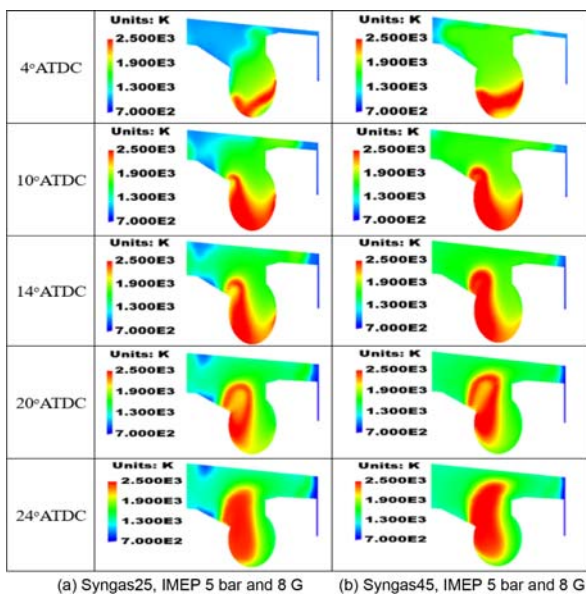 4°ATDC
Units: K
2.500E3
1.900E3
1.300E3
7.000E2
Units: K
2.500E3
1.900E3
1.300E3
7.000E2
10°ATDC
Units: K
2.500E3
1.900E3
1.300E3
7.000E2
Units: K
2.500E3
1.900E3
1.300E3
7.000E2
14°ATDC
Units: K
2.500E3
1.900E3
1.300E3
7.000E2
Units: K
2.500E3
1.900E3
1.300E3
7.000E2
20°ATDC
Units: K
2.500E3
1.900E3
1.300E3
7.000E2
Units: K
2.500E3
1.900E3
1.300E3
7.000E2
24°ATDC
Units: K
2.500E3
1.900E3
1.300E3
7.000E2
Units: K
2.500E3
1.900E3
1.300E3
7.000E2
(a) Syngas25, IMEP 5 bar and 8 G
(b) Syngas45, IMEP 5 bar and 8 G